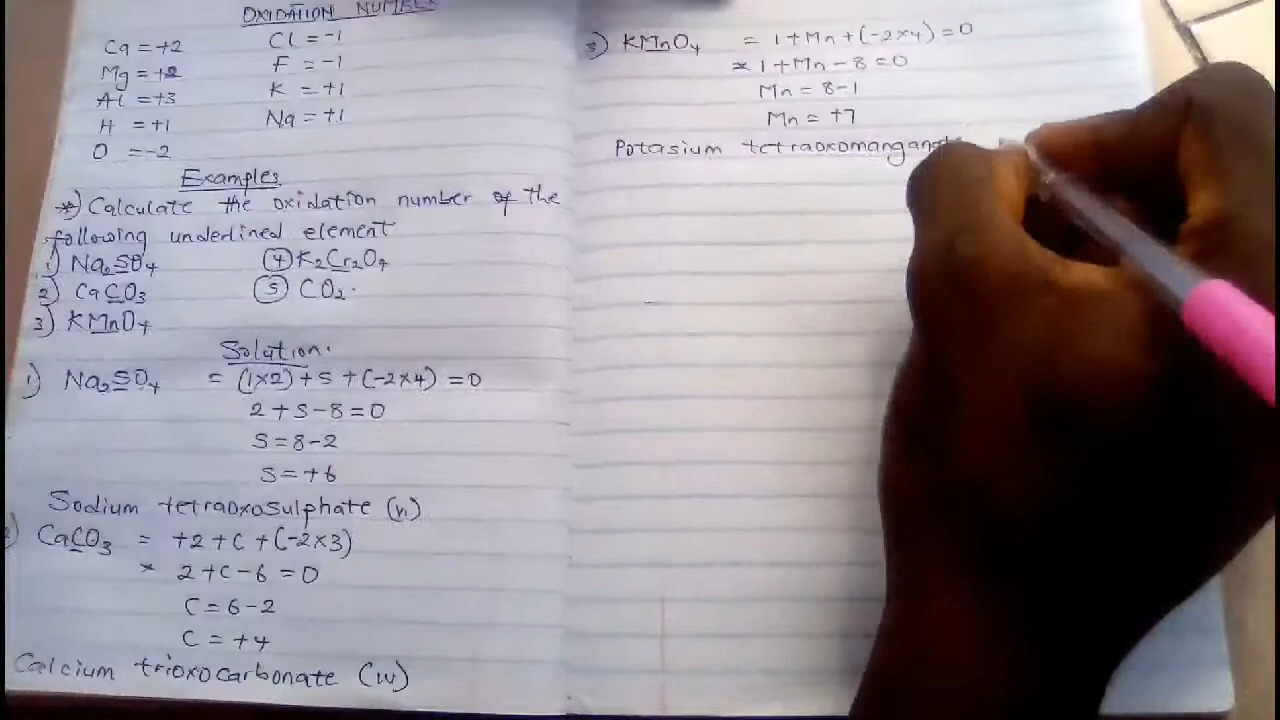 OXIDATION NUMBER
Ca = +2
Mg = +2
Al = +3
H = +1
O = -2
Cl = -1
F = -1
K = +1
Na = +1
Examples
*) Calculate the oxidation number of the
following underlined element
1) Na2SO4
2) CaCO3
3) KMnO4
④ K2Cr2O7
⑤ CO2.
Solution.
1) Na2SO4 = (1x2) + S + (-2x4) = 0
2 + S - 8 = 0
S = 8 - 2
S = +6
Sodium tetraoxosulphate (VI)
2) CaCO3 = +2 + C + (-2x3)
* 2 + C - 6 = 0
C = 6 - 2
C = +4
Calcium trioxocarbonate (IV)
3) KMnO4 = 1 + Mn + (-2x4) = 0
* 1 + Mn - 8 = 0
Mn = 8 - 1
Mn = +7
Potasium